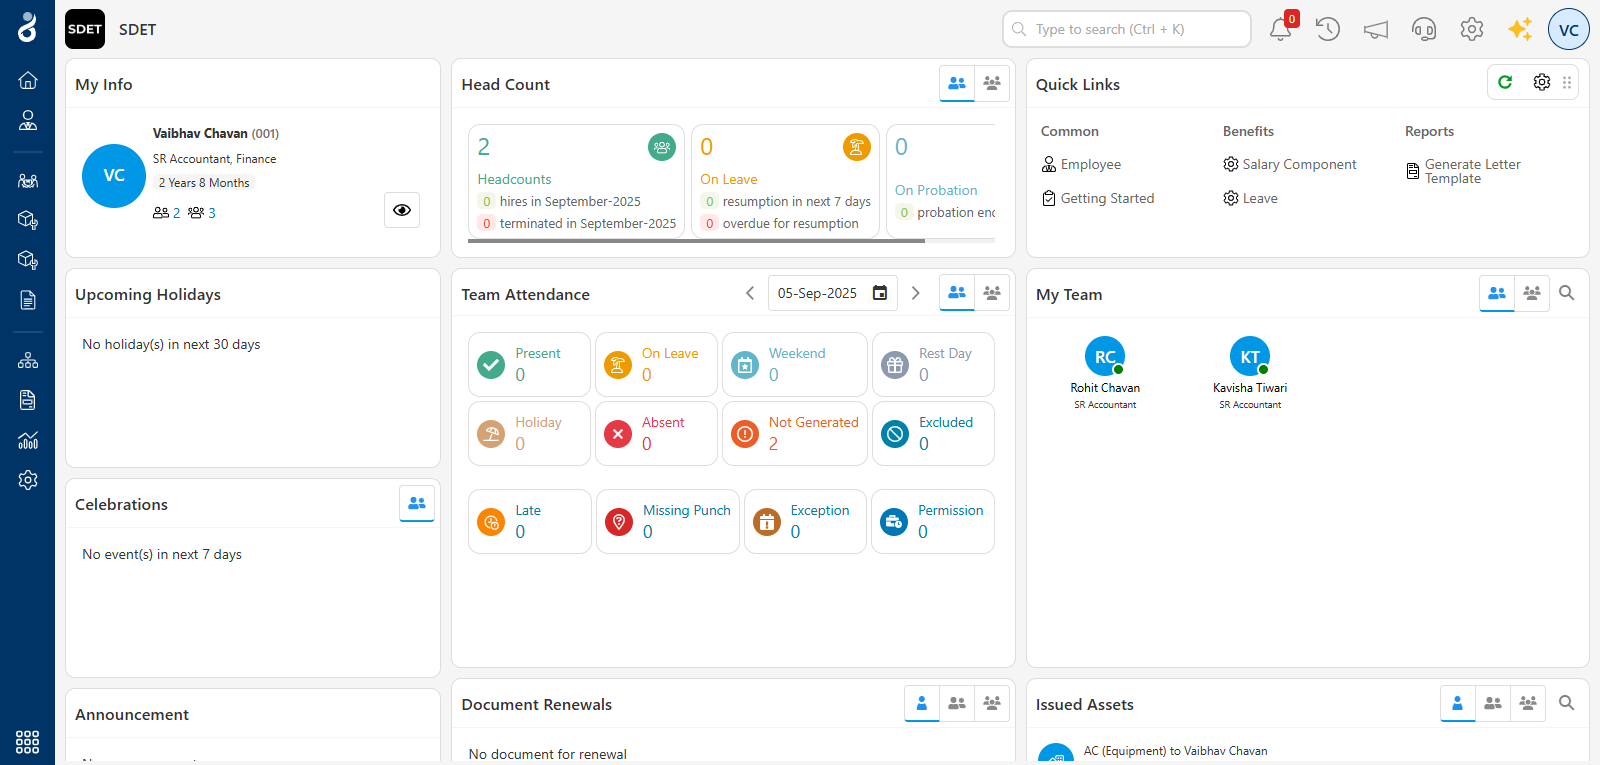 SDET
SDET
Type to search (Ctrl + K)
0
VC
My Info
Vaibhav Chavan (001)
SR Accountant, Finance
2 Years 8 Months
2 3
VC
Head Count
2
Headcounts
0 hires in September-2025
0 terminated in September-2025
0
On Leave
0 resumption in next 7 days
0 overdue for resumption
0
On Probation
0 probation enc
Quick Links
Common
Employee
Getting Started
Benefits
Salary Component
Leave
Reports
Generate Letter
Template
Upcoming Holidays
No holiday(s) in next 30 days
Team Attendance
05-Sep-2025
Present
0
On Leave
0
Weekend
0
Rest Day
0
Holiday
0
Absent
0
Not Generated
2
Excluded
0
Late
0
Missing Punch
0
Exception
0
Permission
0
My Team
RC
Rohit Chavan
SR Accountant
KT
Kavisha Tiwari
SR Accountant
Celebrations
No event(s) in next 7 days
Announcement
Document Renewals
No document for renewal
Issued Assets
AC (Equipment) to Vaibhav Chavan